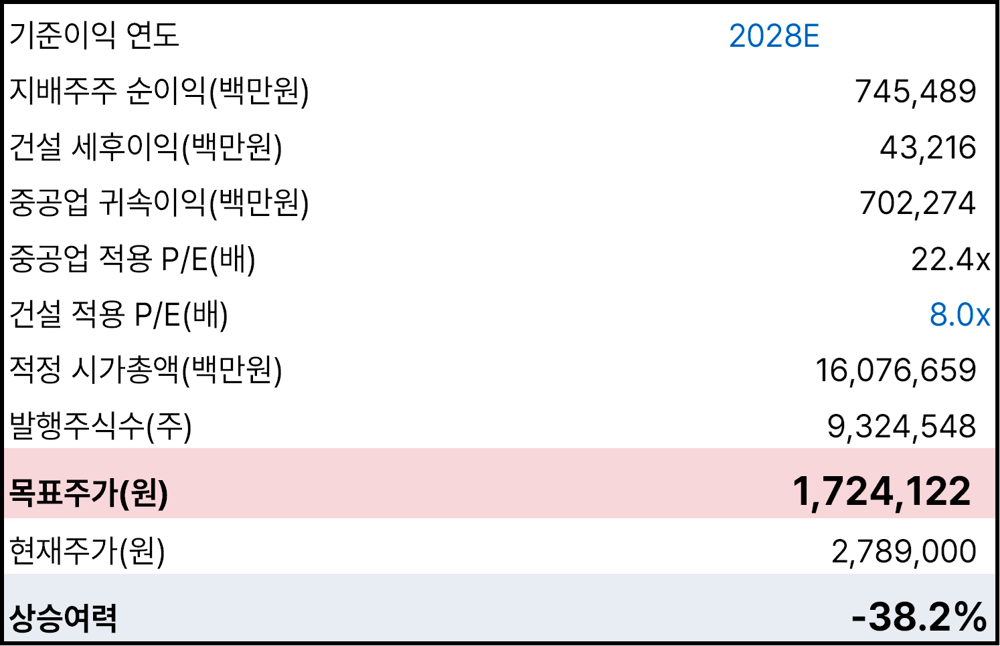 기준이익 연도 2028E
지배주주 순이익(백만원) 745,489
건설 세후이익(백만원) 43,216
중공업 귀속이익(백만원) 702,274
중공업 적용 P/E(배) 22.4x
건설 적용 P/E(배) 8.0x
적정 시가총액(백만원) 16,076,659
발행주식수(주) 9,324,548
목표주가(원) 1,724,122
현재주가(원) 2,789,000
상승여력 -38.2%